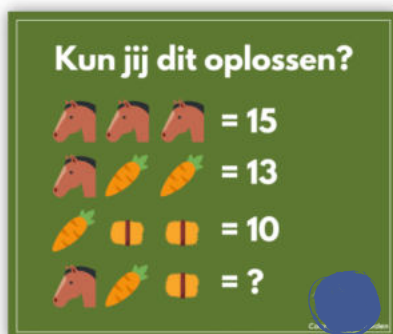 Kun jij dit oplossen?
= 15
= 13
= 10
= ?